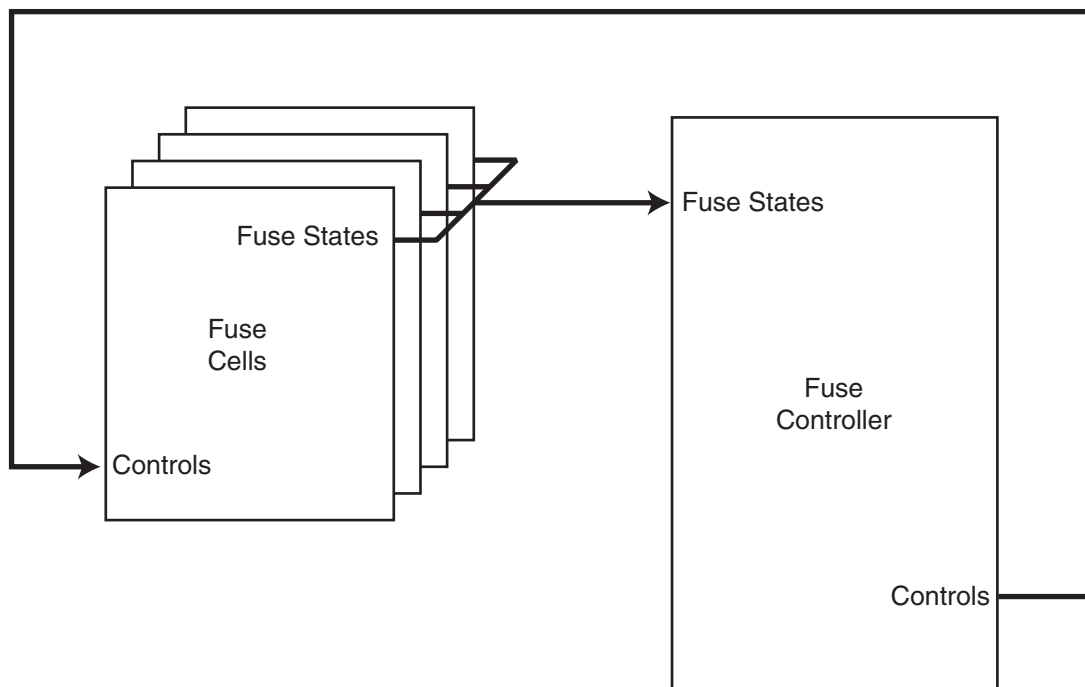 Fuse States
Fuse
Cells
Controls
Fuse States
Fuse
Controller
Controls